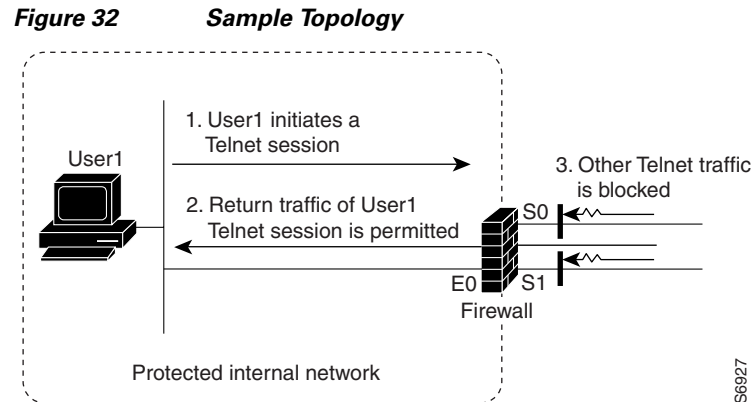 Figure 32 Sample Topology
1. User1 initiates a
Telnet session
User1
3. Other Telnet traffic
is blocked
2. Return traffic of User1
Telnet session is permitted
S0
E0
S1
Firewall
Protected internal network
S6927